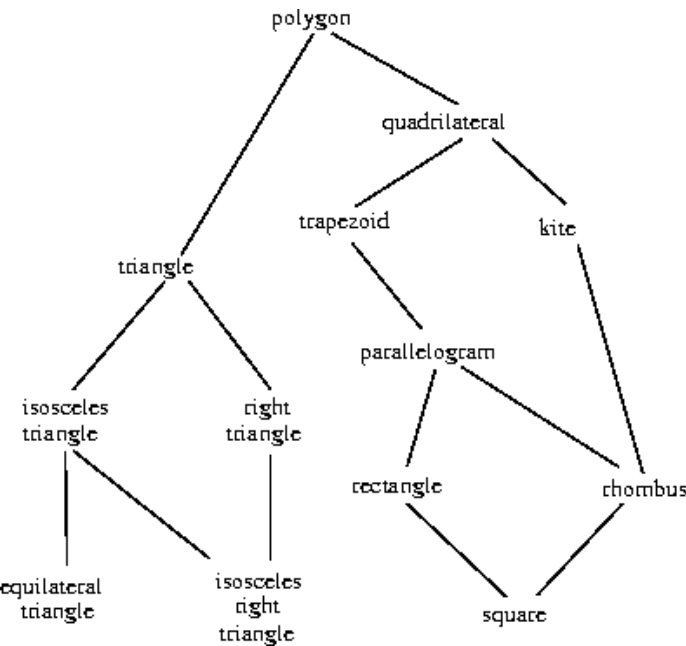 polygon
quadrilateral
trapezoid
kite
triangle
parallelogram
isosceles
triangle
right
triangle
rectangle
rhombus
equilateral
triangle
isosceles
right
triangle
square